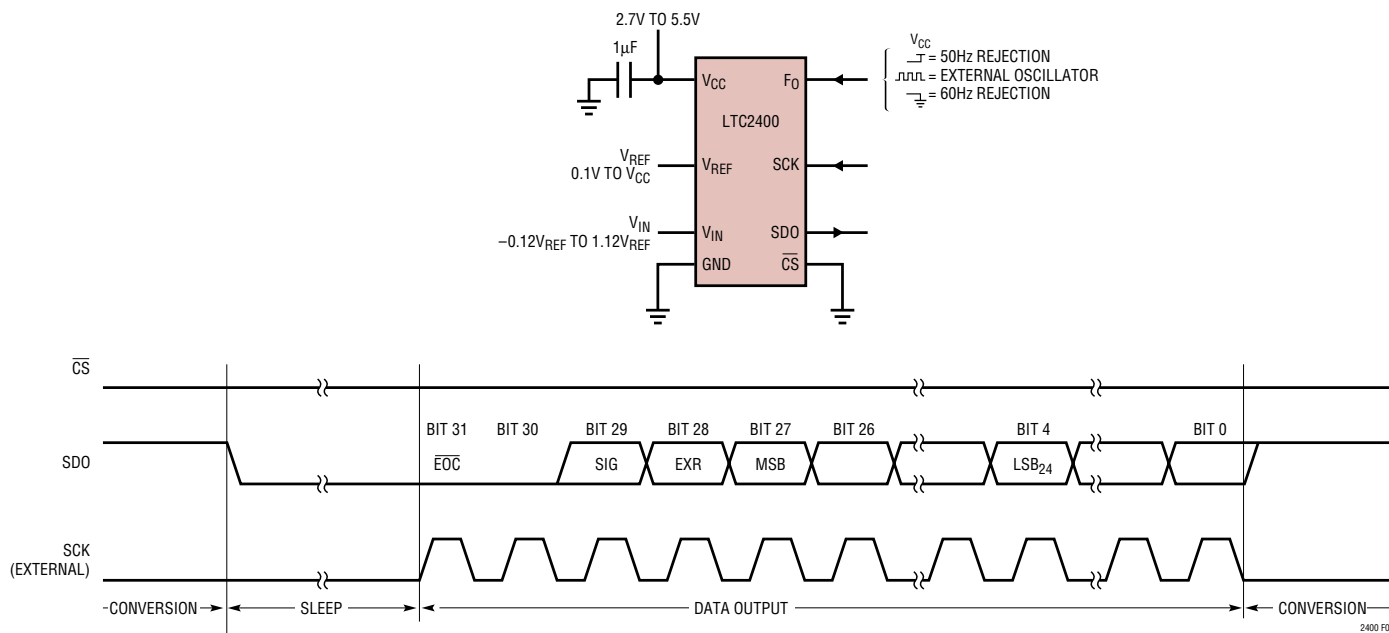 2.7V TO 5.5V
1µF
VCC
FO
LTC2400
VREF
0.1V TO VCC
VREF
SCK
VIN
–0.12VREF TO 1.12VREF
VIN
SDO
GND
CS
VCC
= 50Hz REJECTION
= EXTERNAL OSCILLATOR
= 60Hz REJECTION
CS
BIT 31 BIT 30 BIT 29 BIT 28 BIT 27 BIT 26 BIT 4 BIT 0
SDO
EOC SIG EXR MSB LSB24
SCK
(EXTERNAL)
CONVERSION SLEEP DATA OUTPUT CONVERSION
2400 F0